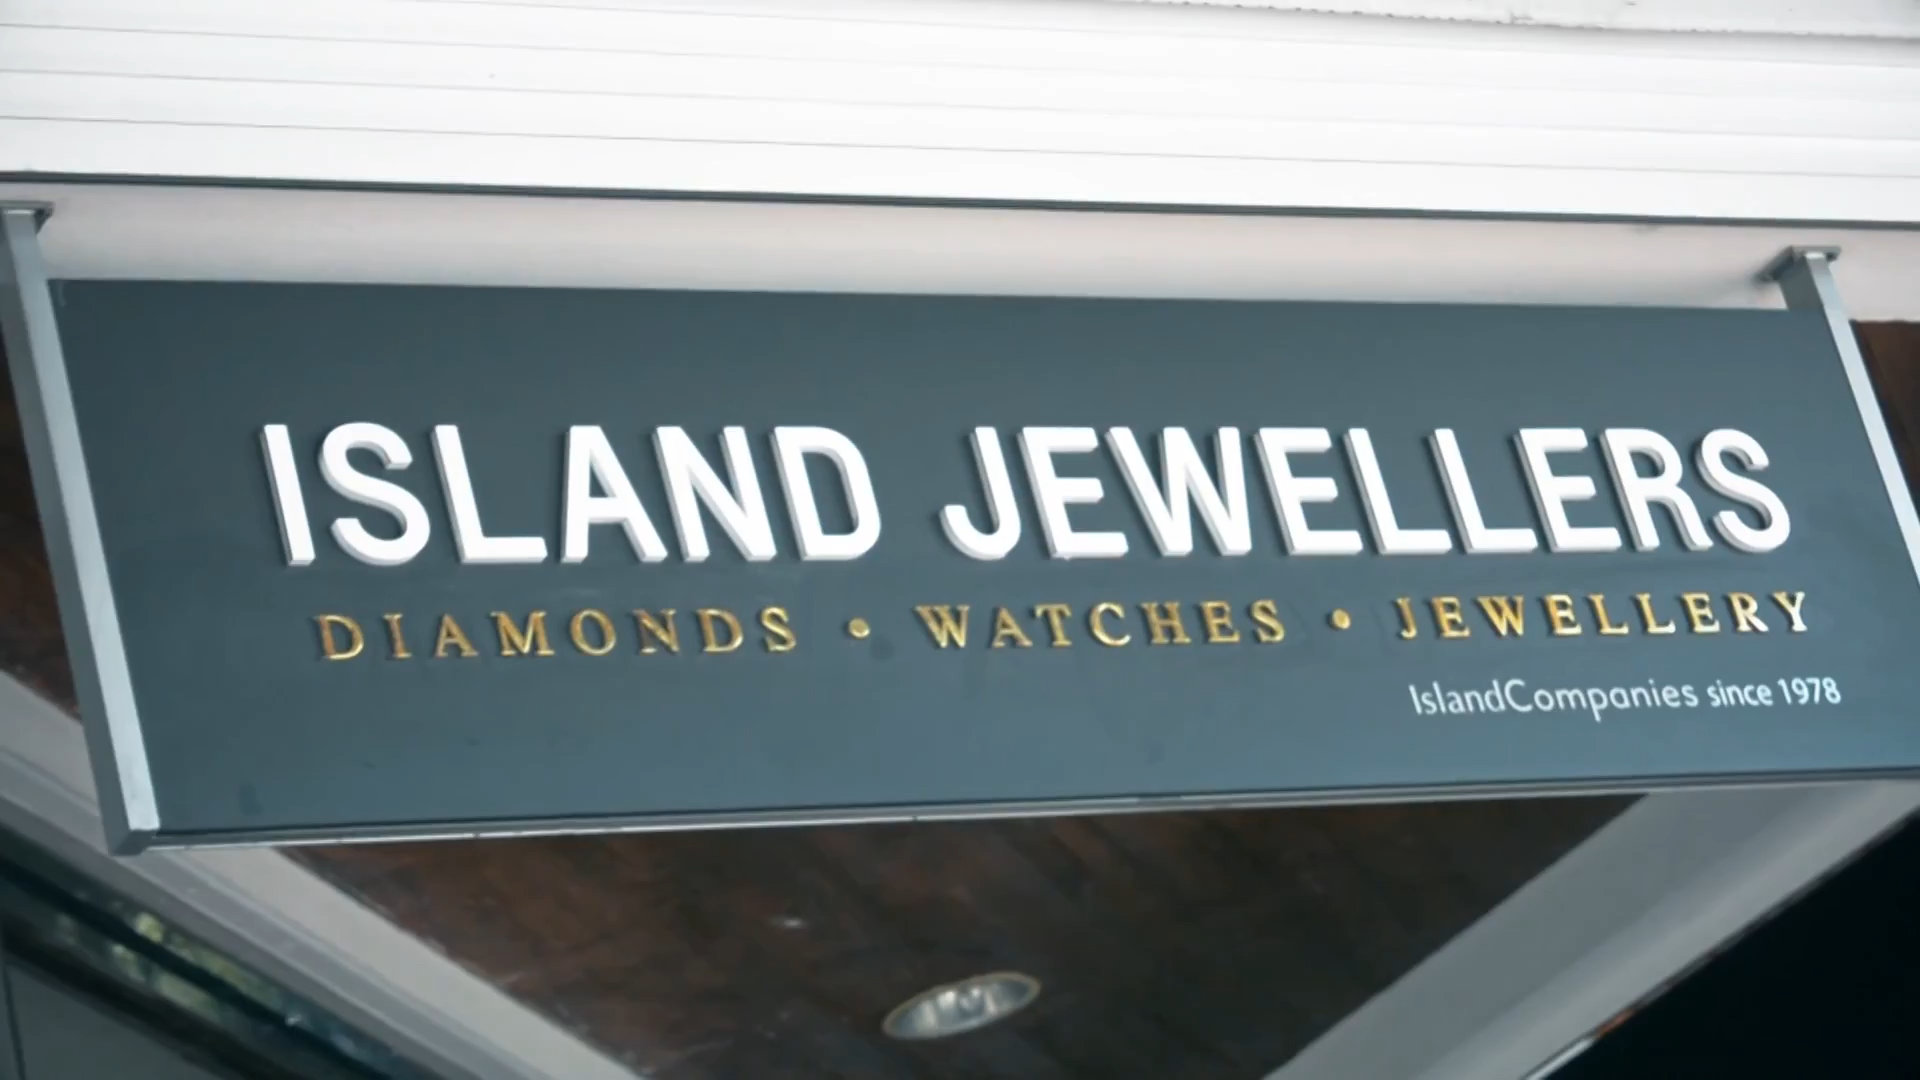 ISLAND JEWELLERS
DIAMONDS • WATCHES • JEWELLERY
IslandCompanies since 1978